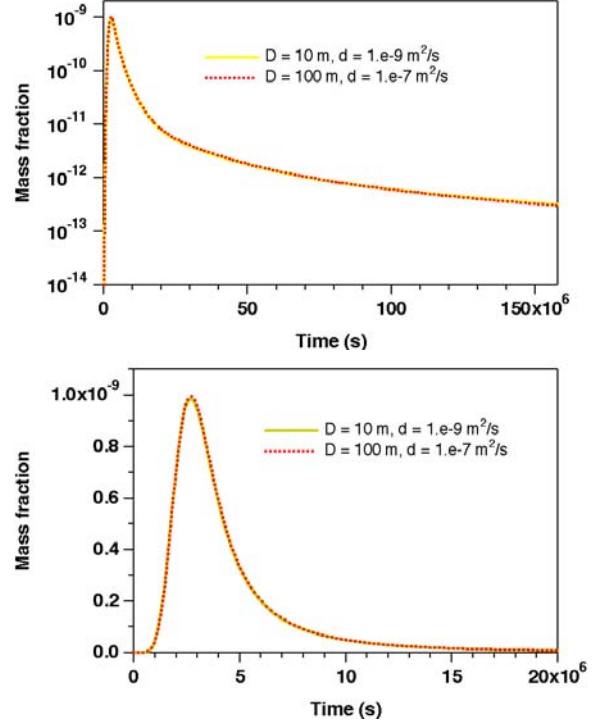 10⁻⁹
10⁻¹⁰
10⁻¹¹
10⁻¹²
10⁻¹³
10⁻¹⁴
Mass fraction
D = 10 m, d = 1.e-9 m²/s
D = 100 m, d = 1.e-7 m²/s
0
50
100
150x10⁶
Time (s)
1.0x10⁻⁹
0.8
0.6
0.4
0.2
0.0
Mass fraction
D = 10 m, d = 1.e-9 m²/s
D = 100 m, d = 1.e-7 m²/s
0
5
10
15
20x10⁶
Time (s)